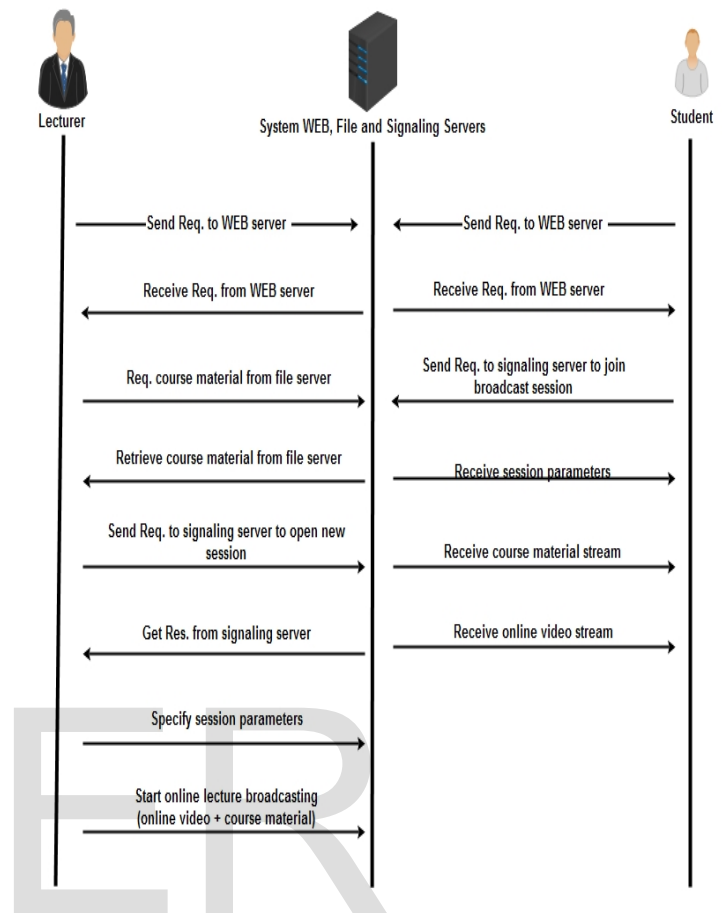 Lecturer
System WEB, File and Signaling Servers
Student
Send Req. to WEB server
Send Req. to WEB server
Receive Req. from WEB server
Receive Req. from WEB server
Req. course material from file server
Send Req. to signaling server to join
broadcast session
Retrieve course material from file server
Receive session parameters
Send Req. to signaling server to open new
session
Receive course material stream
Get Res. from signaling server
Receive online video stream
Specify session parameters
Start online lecture broadcasting
(online video + course material)
ER